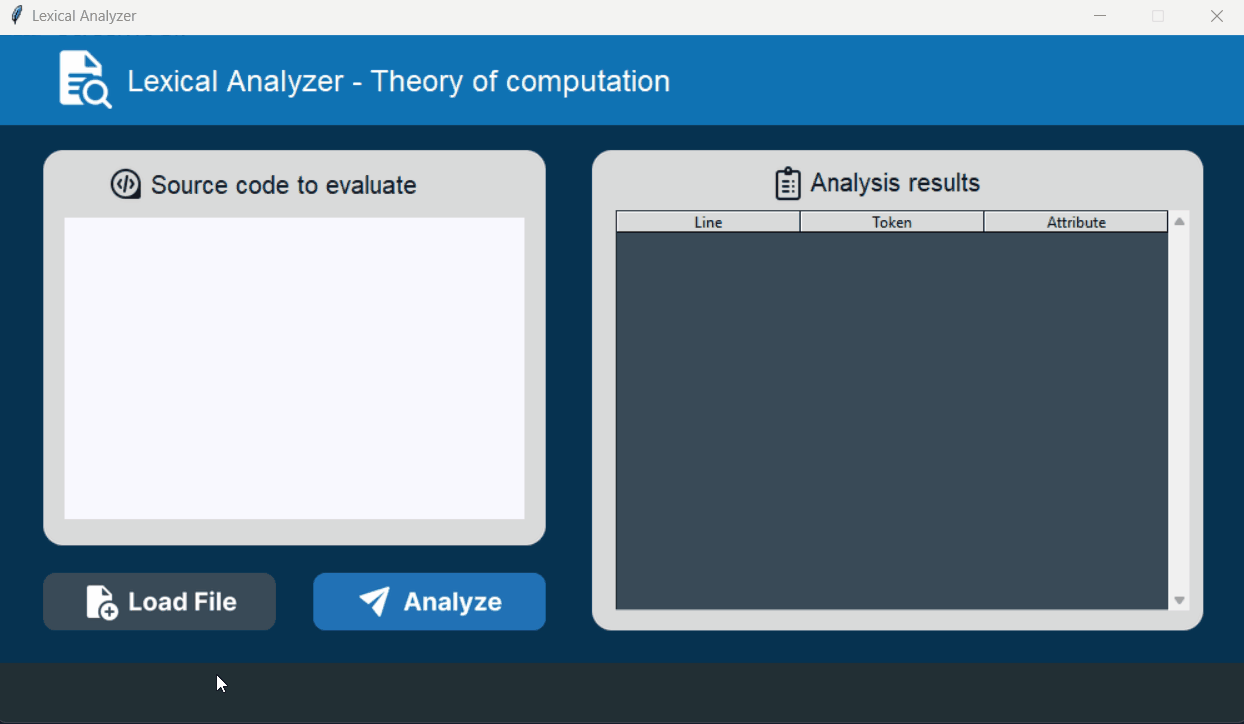 Lexical Analyzer
Lexical Analyzer - Theory of computation
Source code to evaluate
Analysis results
Line Token Attribute
Load File
Analyze